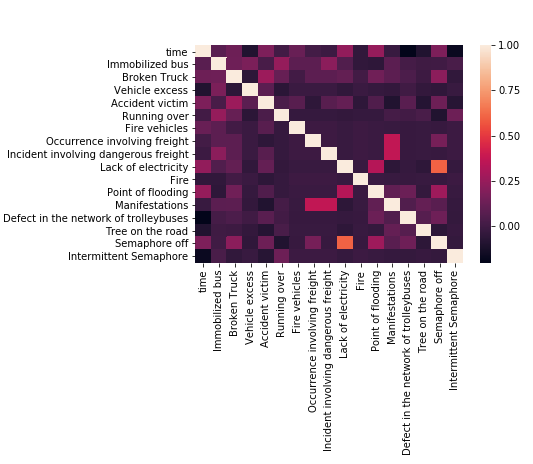 time
Immobilized bus
Broken Truck
Vehicle excess
Accident victim
Running over
Fire vehicles
Occurrence involving freight
Incident involving dangerous freight
Lack of electricity
Fire
Point of flooding
Manifestations
Defect in the network of trolleybuses
Tree on the road
Semaphore off
Intermittent Semaphore
time
Immobilized bus
Broken Truck
Vehicle excess
Accident victim
Running over
Fire vehicles
Occurrence involving freight
Incident involving dangerous freight
Lack of electricity
Fire
Point of flooding
Manifestations
Defect in the network of trolleybuses
Tree on the road
Semaphore off
Intermittent Semaphore
1.00
0.75
0.50
0.25
0.00